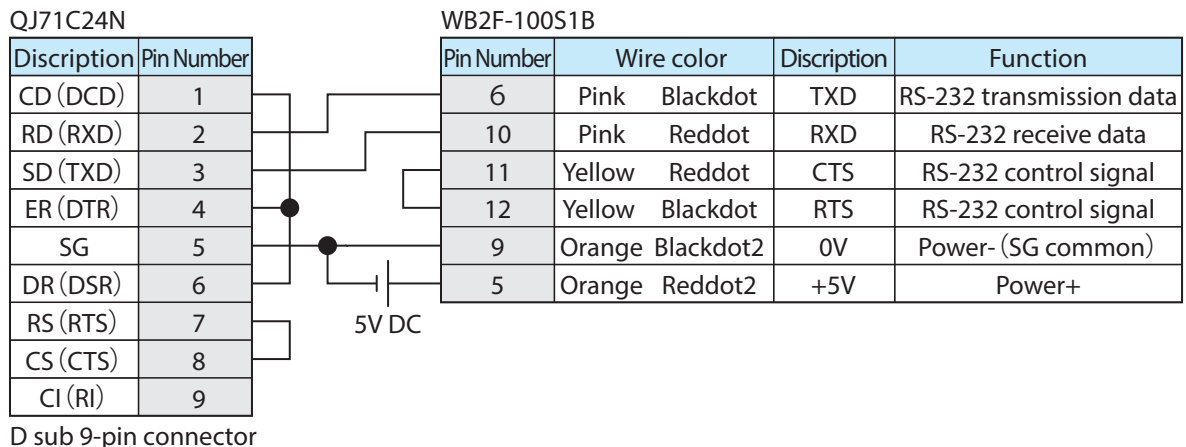 QJ71C24N
Discription Pin Number
CD (DCD) 1
RD (RXD) 2
SD (TXD) 3
ER (DTR) 4
SG 5
DR (DSR) 6
RS (RTS) 7
CS (CTS) 8
CI (RI) 9
D sub 9-pin connector
5V DC
WB2F-100S1B
Pin Number Wire color Discription Function
6 Pink Blackdot TXD RS-232 transmission data
10 Pink Reddot RXD RS-232 receive data
11 Yellow Reddot CTS RS-232 control signal
12 Yellow Blackdot RTS RS-232 control signal
9 Orange Blackdot2 0V Power- (SG common)
5 Orange Reddot2 +5V Power+